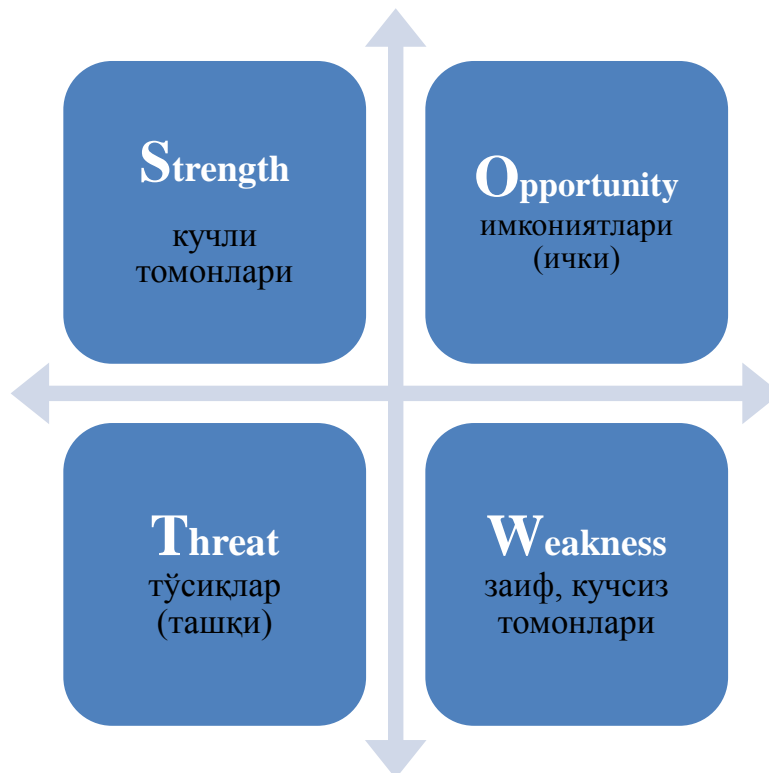 Strength
кучли
томонлари
Opportunity
имкониятлари
(ички)
Threat
тўсиқлар
(ташқи)
Weakness
заиф, кучсиз
томонлари